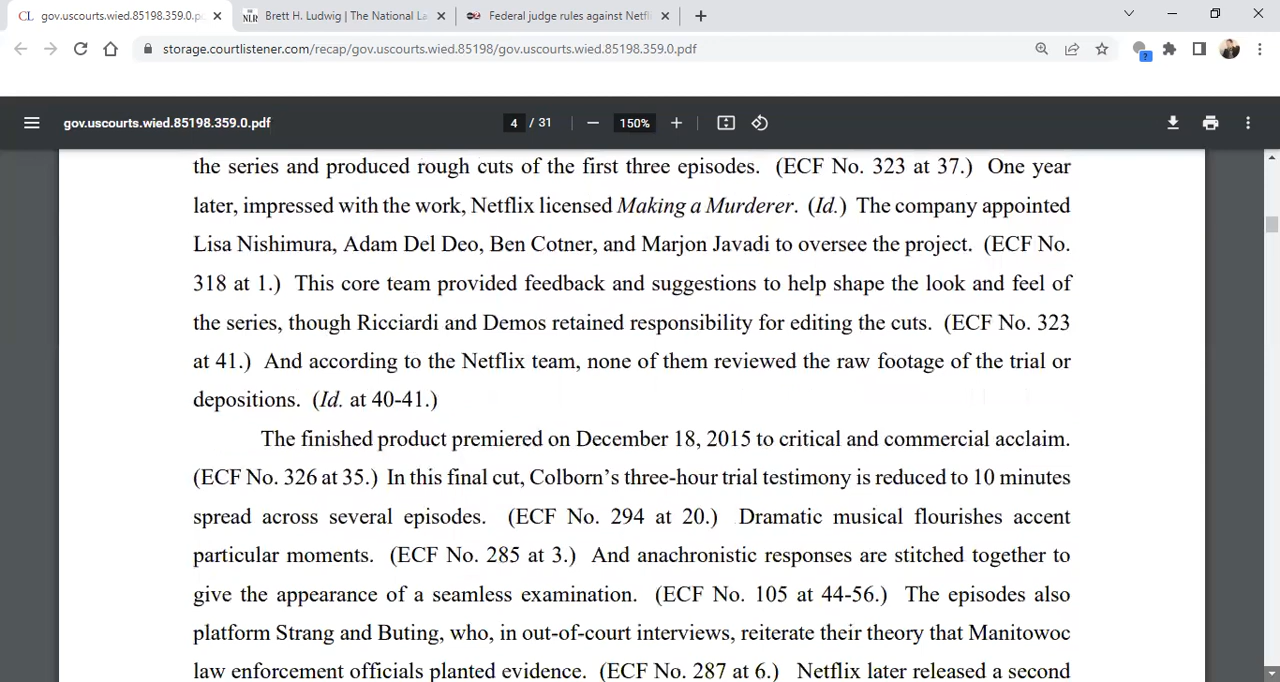 CL gov.uscourts.wied.85198.359.0.p
NLR Brett H. Ludwig | The National La
Federal judge rules against Netfl
storage.courtlistener.com/recap/gov.uscourts.wied.85198/gov.uscourts.wied.85198.359.0.pdf
gov.uscourts.wied.85198.359.0.pdf
4 / 31
150%
the series and produced rough cuts of the first three episodes. (ECF No. 323 at 37.) One year
later, impressed with the work, Netflix licensed Making a Murderer. (Id.) The company appointed
Lisa Nishimura, Adam Del Deo, Ben Cotner, and Marjon Javadi to oversee the project. (ECF No.
318 at 1.) This core team provided feedback and suggestions to help shape the look and feel of
the series, though Ricciardi and Demos retained responsibility for editing the cuts. (ECF No. 323
at 41.) And according to the Netflix team, none of them reviewed the raw footage of the trial or
depositions. (Id. at 40-41.)
The finished product premiered on December 18, 2015 to critical and commercial acclaim.
(ECF No. 326 at 35.) In this final cut, Colborn’s three-hour trial testimony is reduced to 10 minutes
spread across several episodes. (ECF No. 294 at 20.) Dramatic musical flourishes accent
particular moments. (ECF No. 285 at 3.) And anachronistic responses are stitched together to
give the appearance of a seamless examination. (ECF No. 105 at 44-56.) The episodes also
platform Strang and Buting, who, in out-of-court interviews, reiterate their theory that Manitowoc
law enforcement officials planted evidence. (ECF No. 287 at 6.) Netflix later released a second